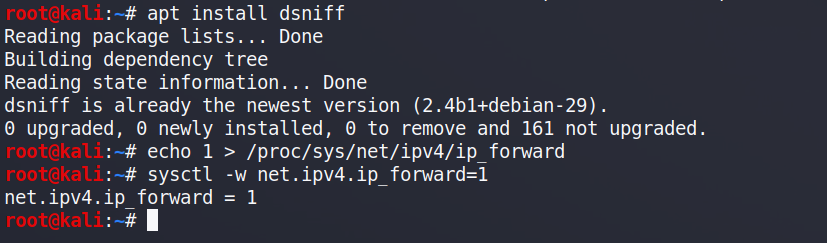 root@kali:~# apt install dsniff
Reading package lists... Done
Building dependency tree
Reading state information... Done
dsniff is already the newest version (2.4b1+debian-29).
0 upgraded, 0 newly installed, 0 to remove and 161 not upgraded.
root@kali:~# echo 1 > /proc/sys/net/ipv4/ip_forward
root@kali:~# sysctl -w net.ipv4.ip_forward=1
net.ipv4.ip_forward = 1
root@kali:~#